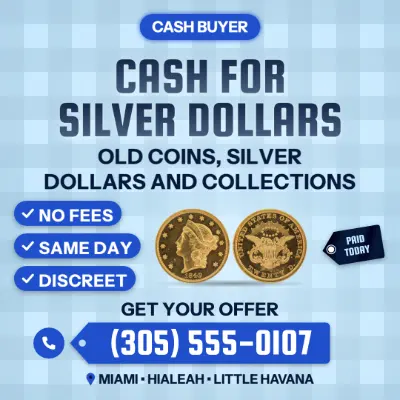 CASH BUYER
CASH FOR
SILVER DOLLARS
OLD COINS, SILVER
DOLLARS AND COLLECTIONS
NO FEES
SAME DAY
DISCREET
PAID
TODAY
GET YOUR OFFER
(305) 555-0107
MIAMI • HIALEAH • LITTLE HAVANA